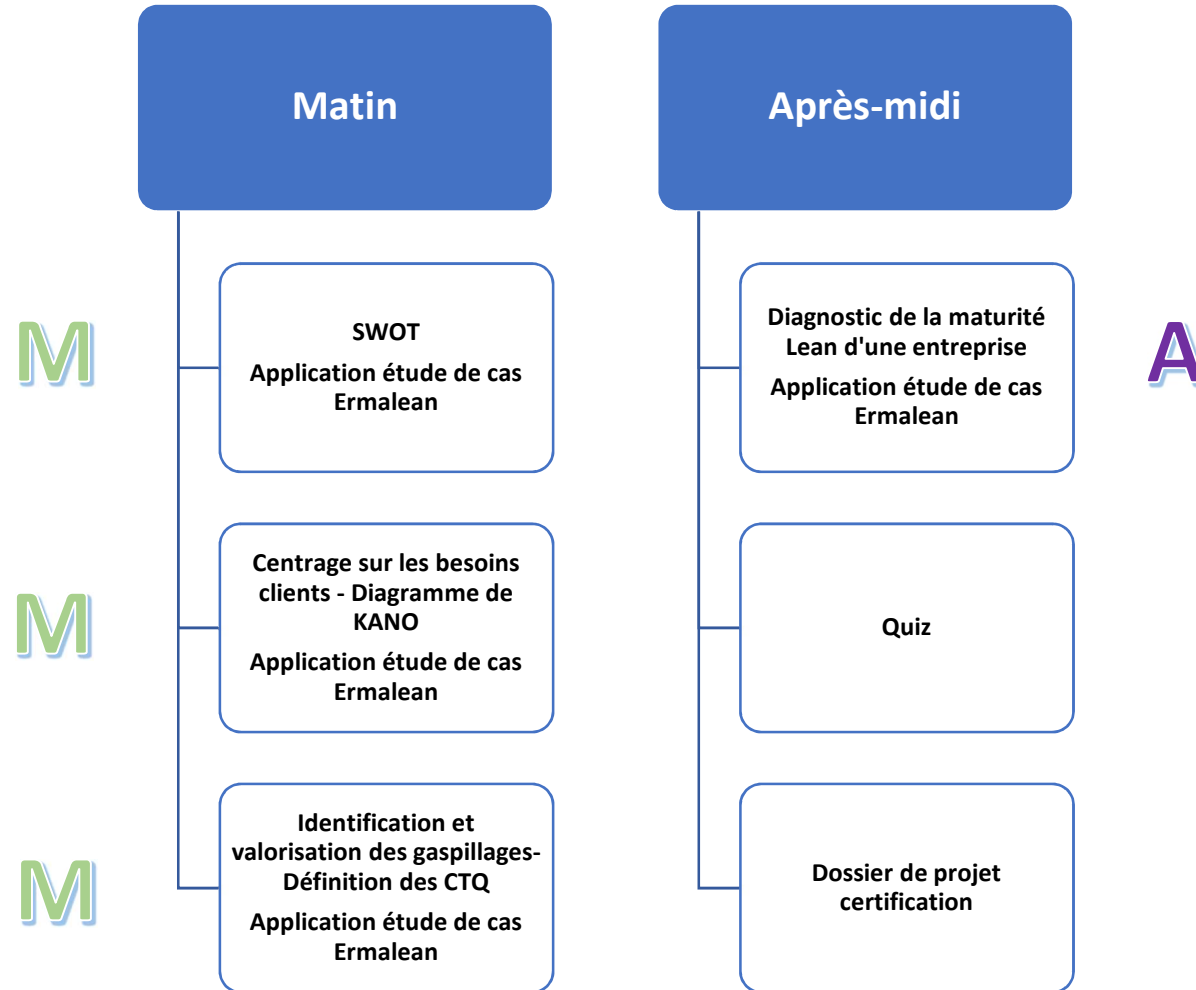 Matin
M
SWOT
Application étude de cas
Ermalean
M
Centrage sur les besoins
clients - Diagramme de
KANO
Application étude de cas
Ermalean
M
Identification et
valorisation des gaspillages-
Définition des CTQ
Application étude de cas
Ermalean
Après-midi
Diagnostic de la maturité
Lean d'une entreprise
Application étude de cas
Ermalean
A
Quiz
Dossier de projet
certification